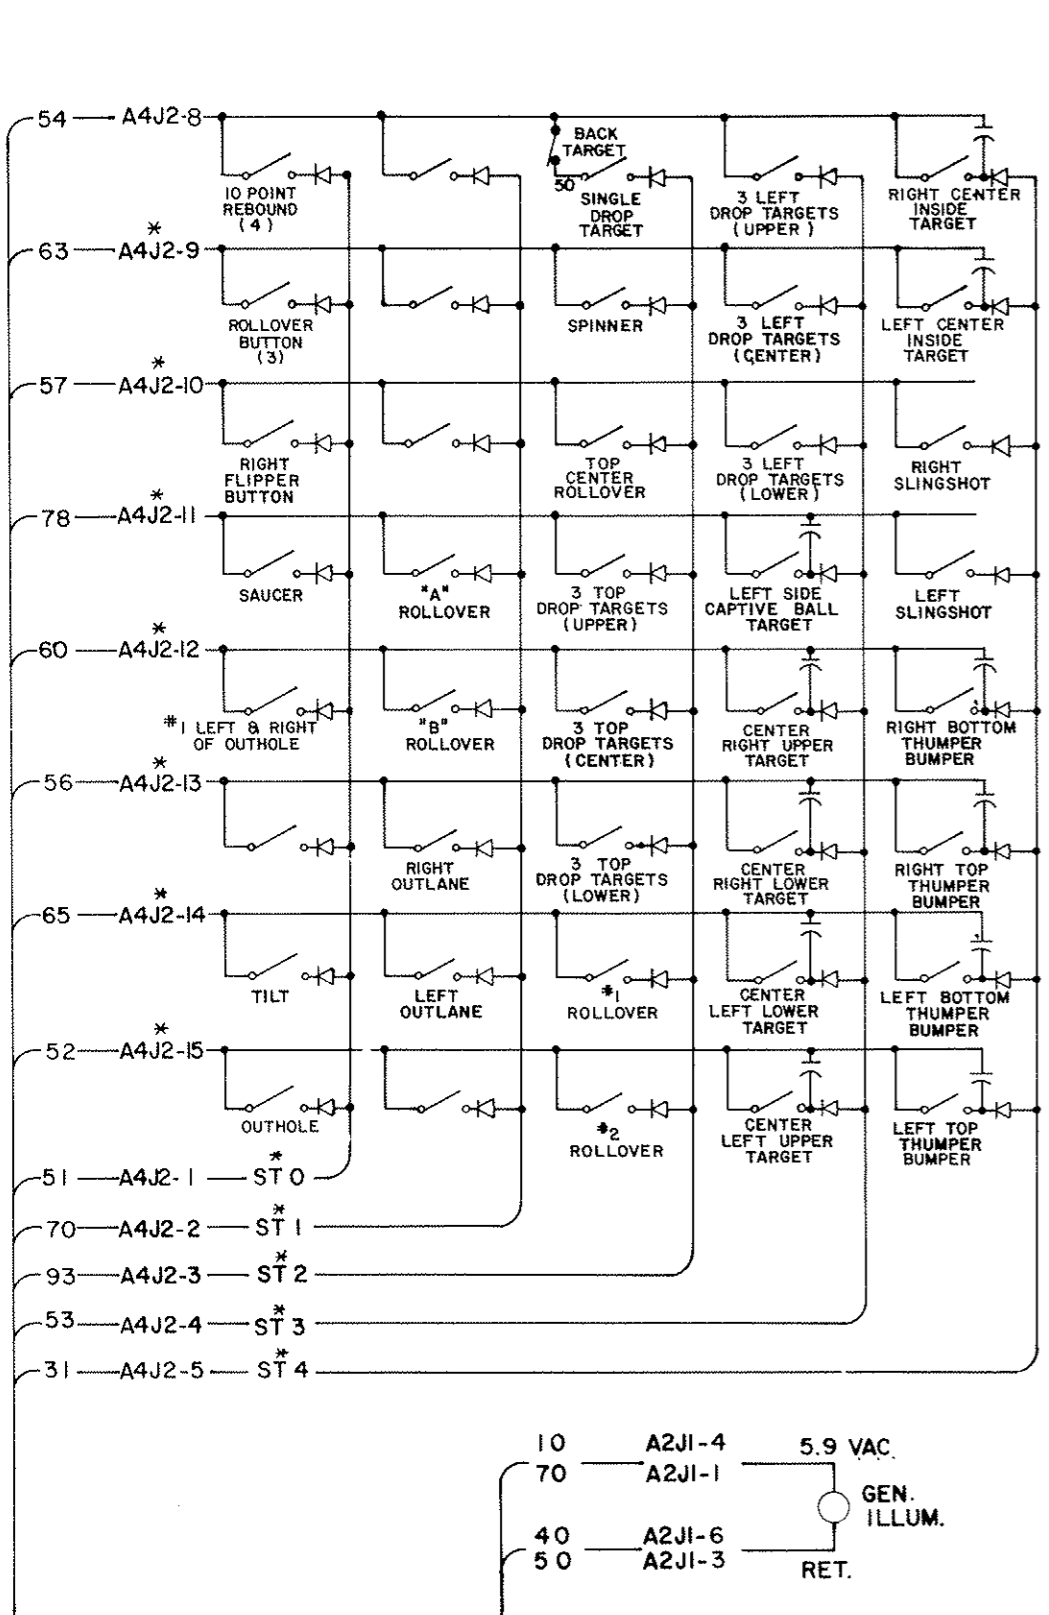 54 A4J2-8
BACK
TARGET
50
10 POINT
REBOUND
(4)
SINGLE
DROP
TARGET
3 LEFT
DROP TARGETS
(UPPER)
RIGHT CENTER
INSIDE
TARGET
*
63 A4J2-9
ROLLOVER
BUTTON
(3)
SPINNER
3 LEFT
DROP TARGETS
(CENTER)
LEFT CENTER
INSIDE
TARGET
*
57 A4J2-10
RIGHT
FLIPPER
BUTTON
TOP
CENTER
ROLLOVER
3 LEFT
DROP TARGETS
(LOWER)
RIGHT
SLINGSHOT
*
78 A4J2-11
SAUCER
"A"
ROLLOVER
3 TOP
DROP TARGETS
(UPPER)
LEFT SIDE
CAPTIVE BALL
TARGET
LEFT
SLINGSHOT
*
60 A4J2-12
#1 LEFT & RIGHT
OF OUTHOLE
"B"
ROLLOVER
3 TOP
DROP TARGETS
(CENTER)
CENTER
RIGHT UPPER
TARGET
RIGHT BOTTOM
THUMPER
BUMPER
*
56 A4J2-13
RIGHT
OUTLANE
3 TOP
DROP TARGETS
(LOWER)
CENTER
RIGHT LOWER
TARGET
RIGHT TOP
THUMPER
BUMPER
*
65 A4J2-14
TILT
LEFT
OUTLANE
#1
ROLLOVER
CENTER
LEFT LOWER
TARGET
LEFT BOTTOM
THUMPER
BUMPER
*
52 A4J2-15
OUTHOLE
#2
ROLLOVER
CENTER
LEFT UPPER
TARGET
LEFT TOP
THUMPER
BUMPER
*
51 A4J2-1 ST 0
*
70 A4J2-2 ST 1
*
93 A4J2-3 ST 2
*
53 A4J2-4 ST 3
*
31 A4J2-5 ST 4
10 A2J1-4 5.9 VAC.
70 A2J1-1
GEN.
ILLUM.
40 A2J1-6
50 A2J1-3
RET.